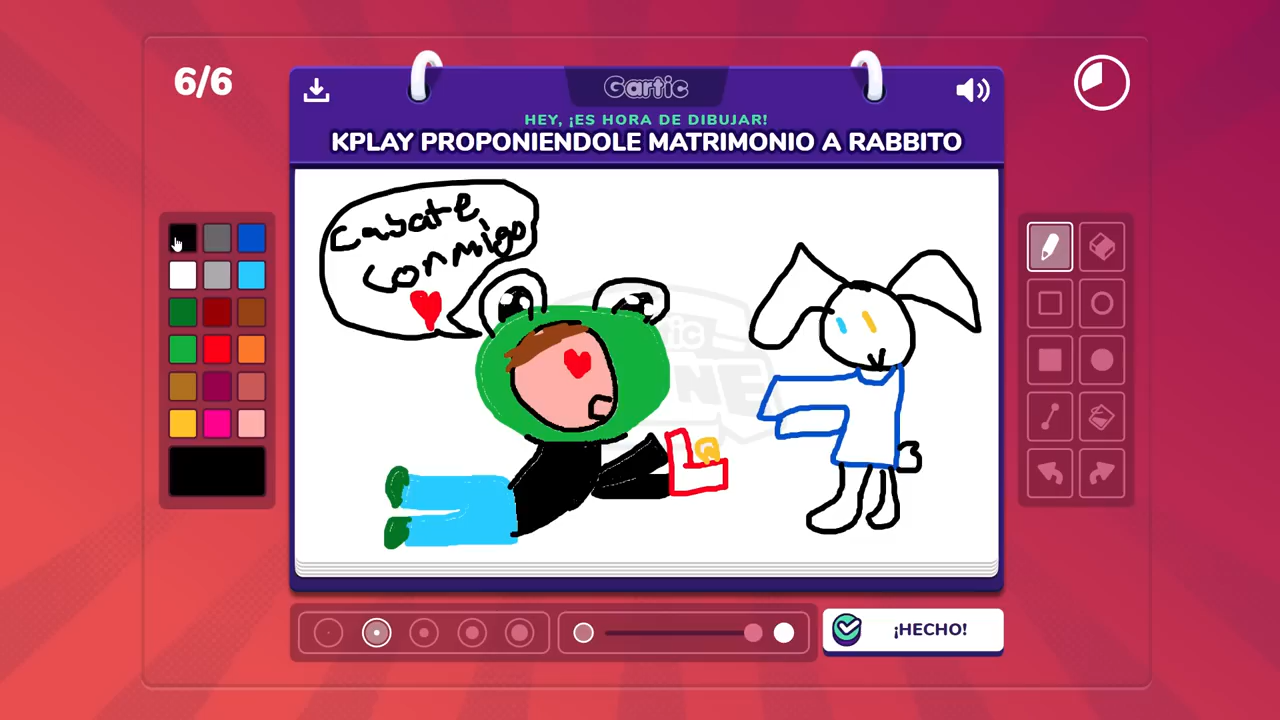 6/6
Gartic
HEY, ¡ES HORA DE DIBUJAR!
KPLAY PROPONIENDOLE MATRIMONIO A RABBITO
casate
conmigo
¡HECHO!